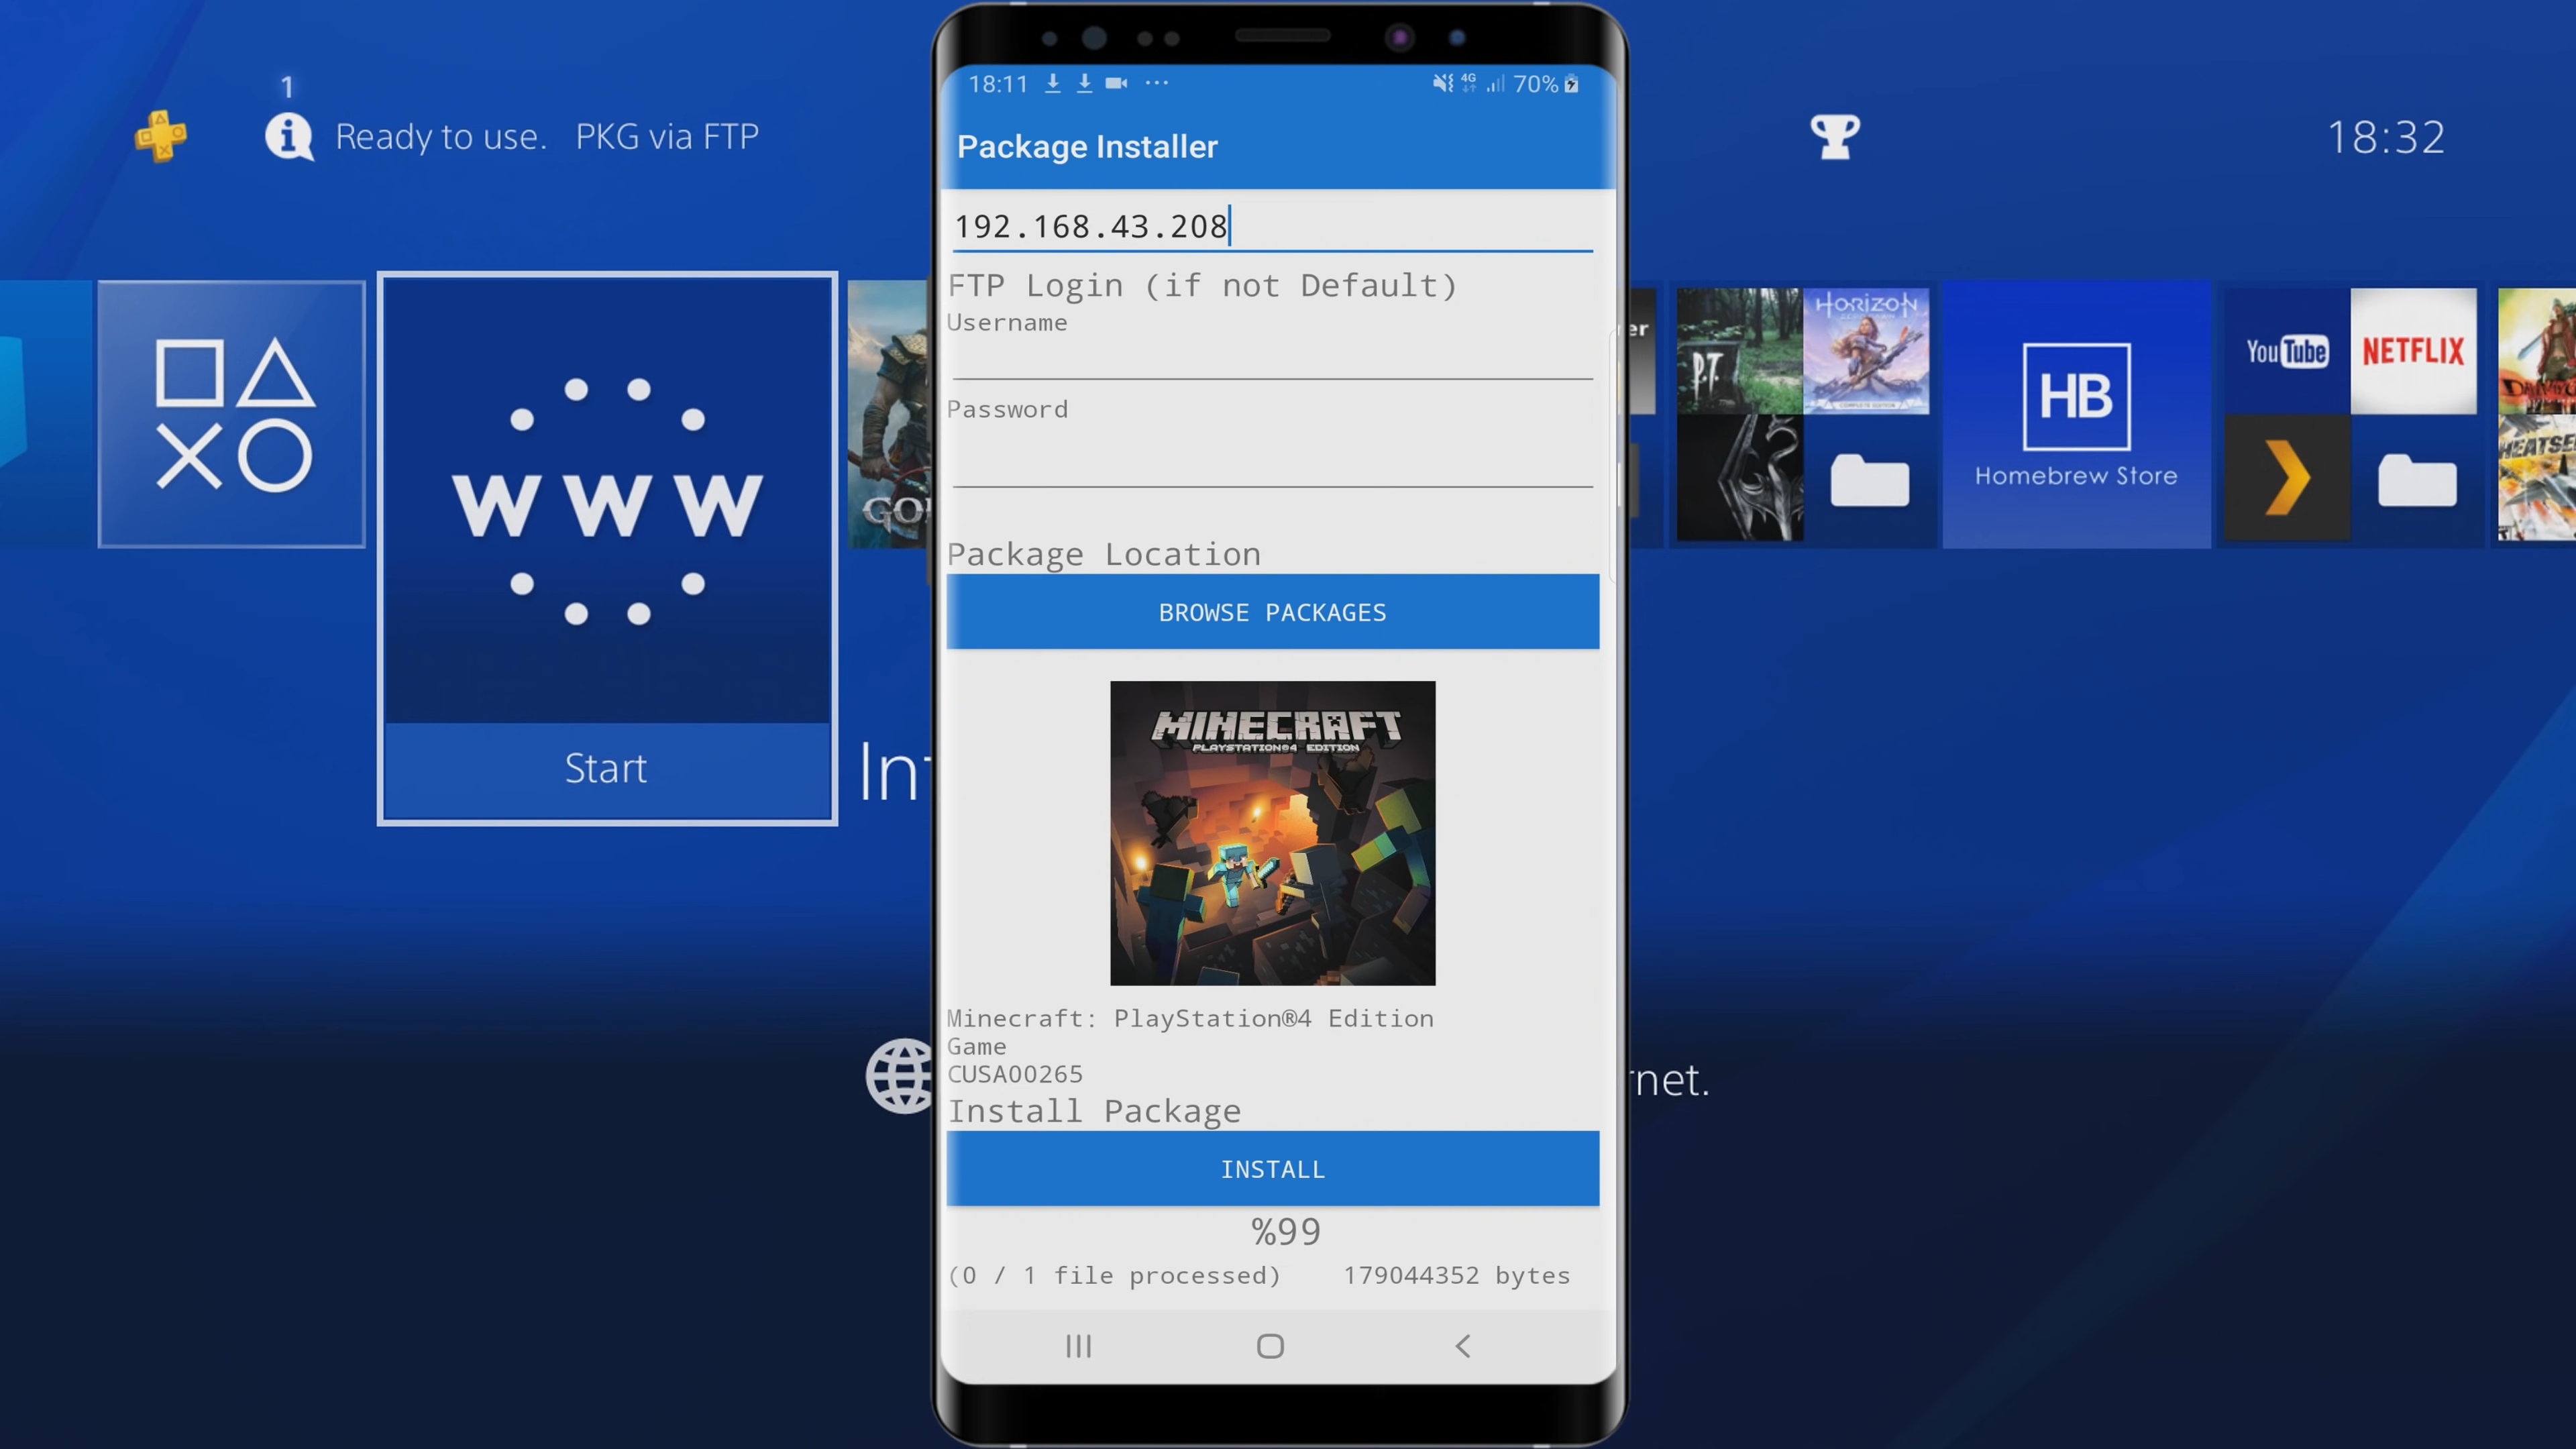 1
Ready to use. PKG via FTP
18:32
18:11
4G
70%
Package Installer
192.168.43.208
FTP Login (if not Default)
Username
Password
Package Location
BROWSE PACKAGES
MINECRAFT
PLAYSTATION®4 EDITION
Minecraft: PlayStation®4 Edition
Game
CUSA00265
Install Package
INSTALL
%99
(0 / 1 file processed) 179044352 bytes
WWW
Start
P.T.
HORIZON
COMPLETE EDITION
HB
Homebrew Store
YouTube
NETFLIX